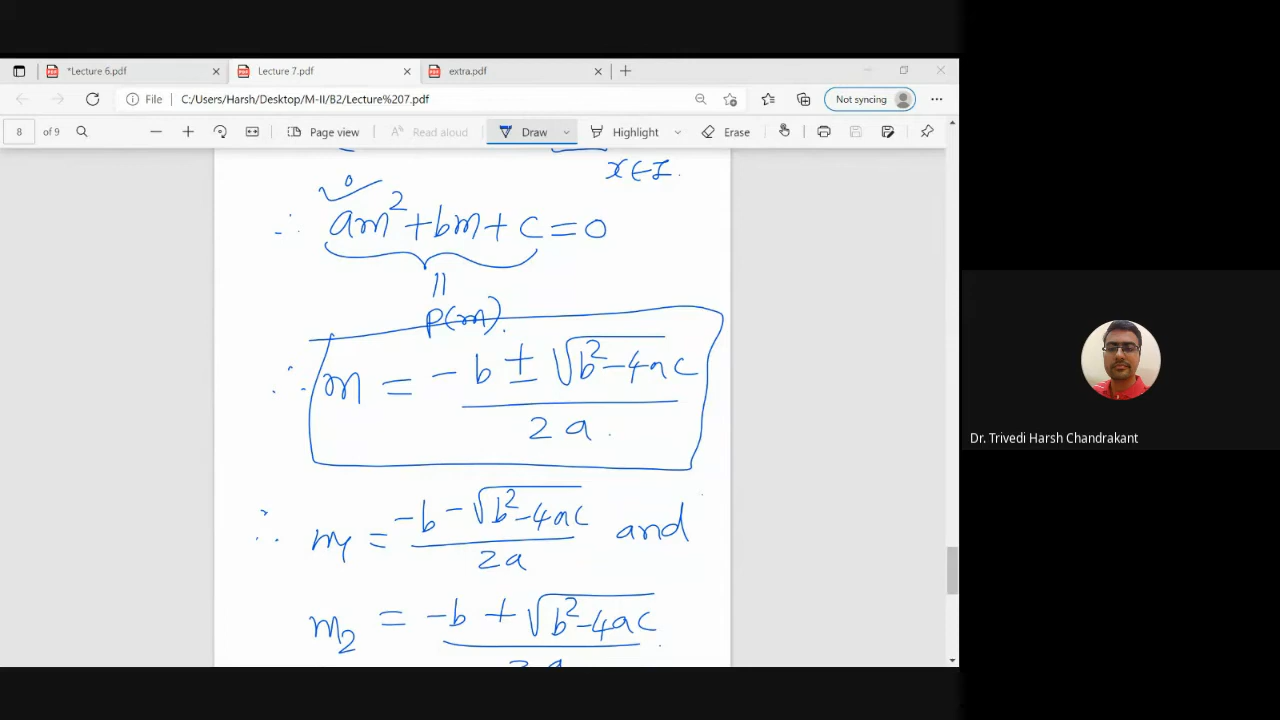 *Lecture 6.pdf
Lecture 7.pdf
extra.pdf
File
C:/Users/Harsh/Desktop/M-II/B2/Lecture%207.pdf
Not syncing
8 of 9
Page view
Read aloud
Draw
Highlight
Erase
x∈I.
0
∴ am²+bm+c=0
||
p(m).
∴ m = -b ± √b²-4ac / 2a.
∴ m₁ = -b-√b²-4ac / 2a and
m₂ = -b + √b²-4ac / 2a.
Dr. Trivedi Harsh Chandrakant